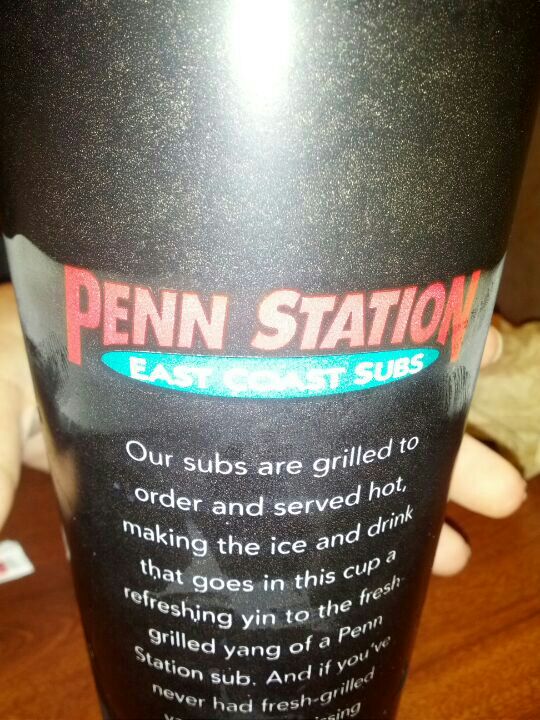 PENN STATION
EAST COAST SUBS
Our subs are grilled to
order and served hot,
making the ice and drink
that goes in this cup a
refreshing yin to the fresh-
grilled yang of a Penn
Station sub. And if you've
never had fresh-grilled